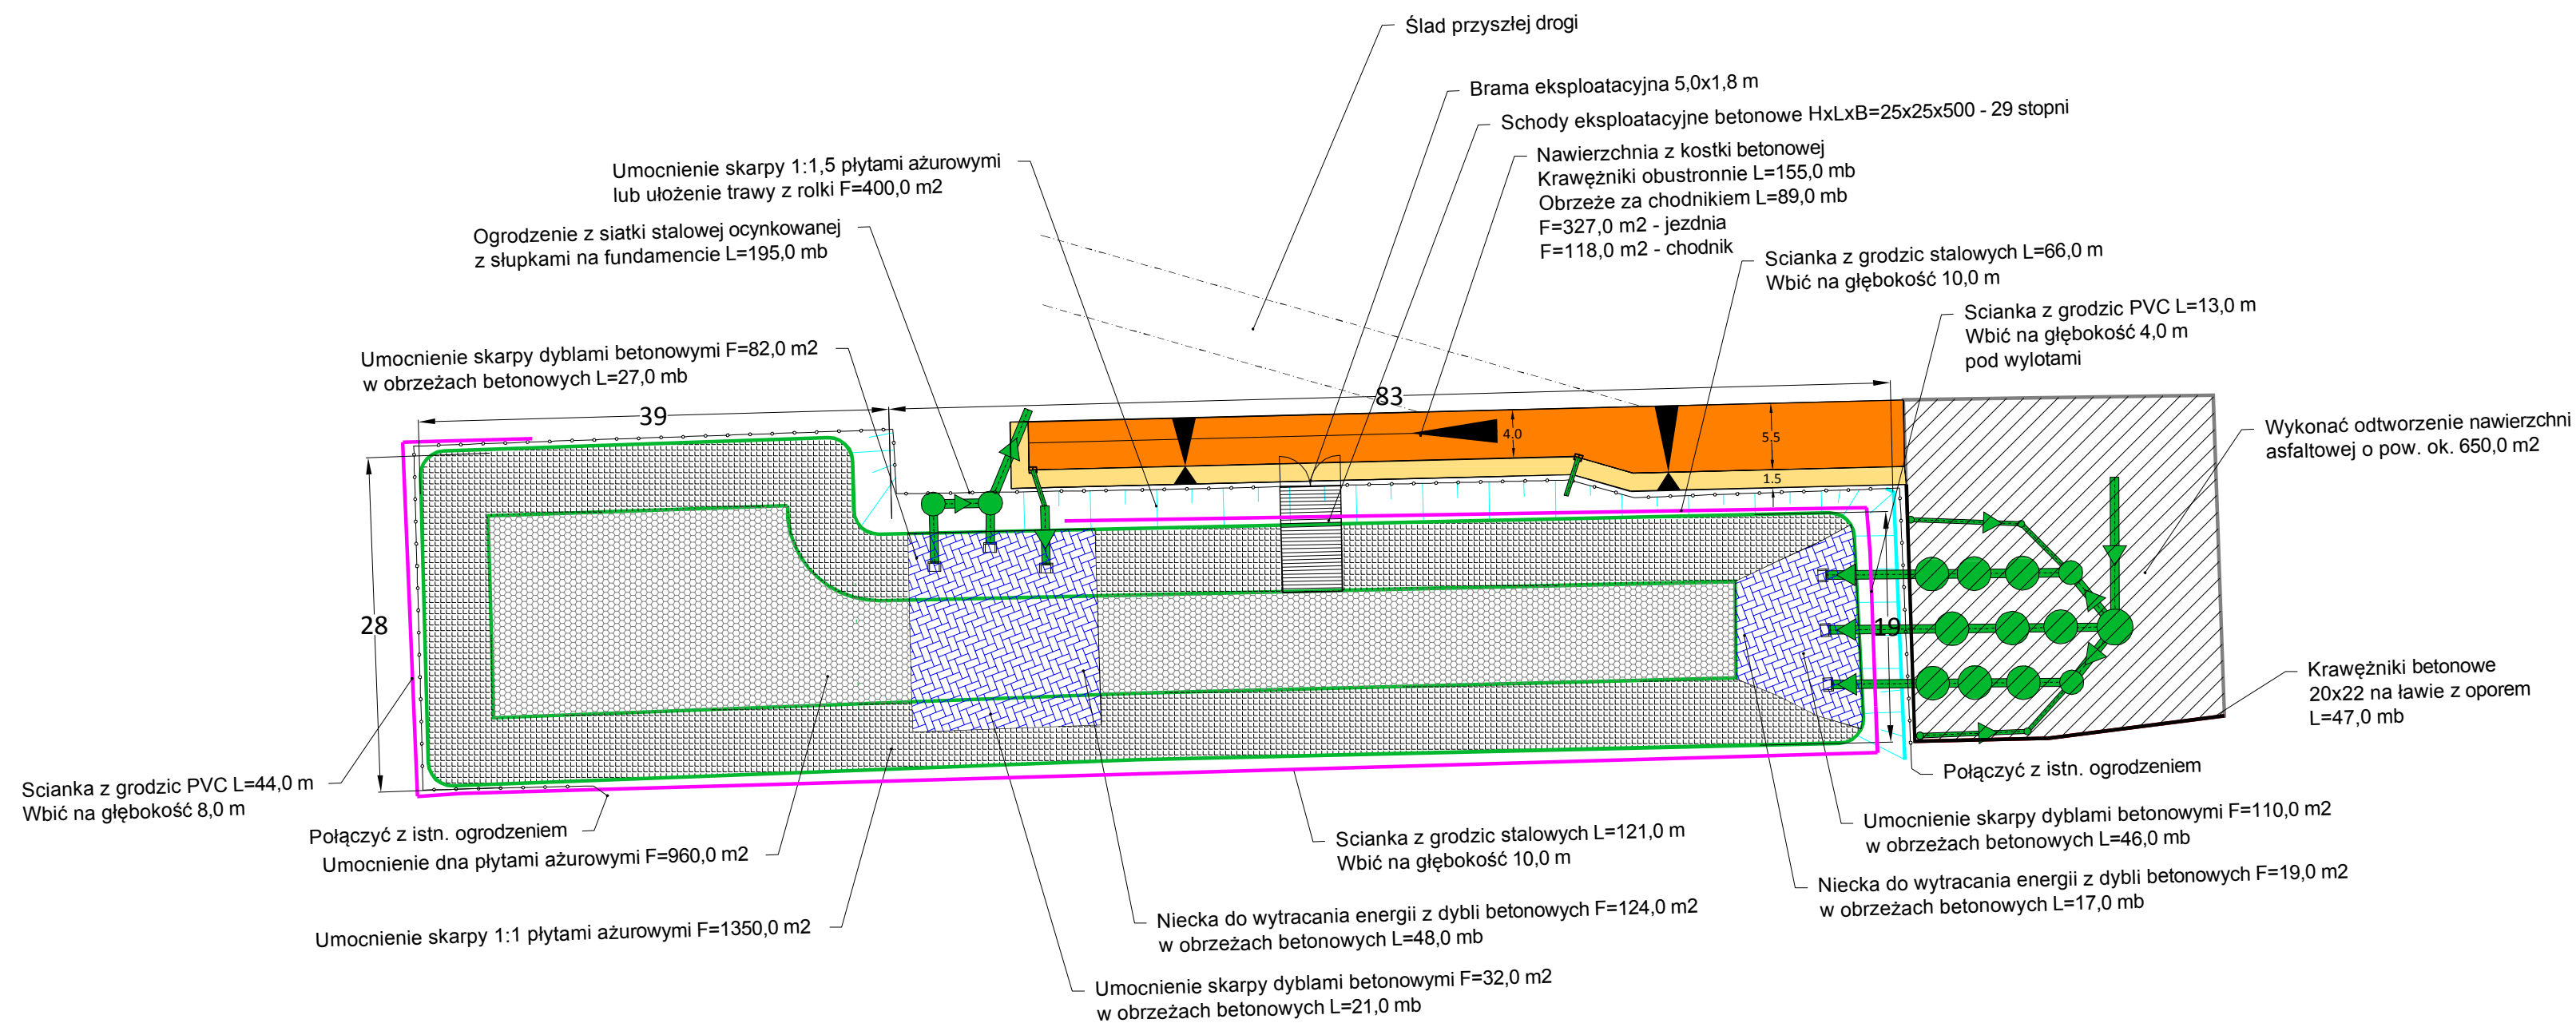 Ślad przyszłej drogi
Brama eksploatacyjna 5,0x1,8 m
Schody eksploatacyjne betonowe HxLxB=25x25x500 - 29 stopni
Nawierzchnia z kostki betonowej
Krawężniki obustronnie L=155,0 mb
Obrzeże za chodnikiem L=89,0 mb
F=327,0 m2 - jezdnia
F=118,0 m2 - chodnik
Umocnienie skarpy 1:1,5 płytami ażurowymi
lub ułożenie trawy z rolki F=400,0 m2
Ogrodzenie z siatki stalowej ocynkowanej
z słupkami na fundamencie L=195,0 mb
Scianka z grodzic stalowych L=66,0 m
Wbić na głębokość 10,0 m
Scianka z grodzic PVC L=13,0 m
Wbić na głębokość 4,0 m
pod wylotami
Umocnienie skarpy dyblami betonowymi F=82,0 m2
w obrzeżach betonowych L=27,0 mb
39
83
4.0
5.5
1.5
28
19
Wykonać odtworzenie nawierzchni
asfaltowej o pow. ok. 650,0 m2
Krawężniki betonowe
20x22 na ławie z oporem
L=47,0 mb
Połączyć z istn. ogrodzeniem
Scianka z grodzic PVC L=44,0 m
Wbić na głębokość 8,0 m
Połączyć z istn. ogrodzeniem
Umocnienie dna płytami ażurowymi F=960,0 m2
Umocnienie skarpy 1:1 płytami ażurowymi F=1350,0 m2
Scianka z grodzic stalowych L=121,0 m
Wbić na głębokość 10,0 m
Umocnienie skarpy dyblami betonowymi F=110,0 m2
w obrzeżach betonowych L=46,0 mb
Niecka do wytracania energii z dybli betonowych F=19,0 m2
w obrzeżach betonowych L=17,0 mb
Niecka do wytracania energii z dybli betonowych F=124,0 m2
w obrzeżach betonowych L=48,0 mb
Umocnienie skarpy dyblami betonowymi F=32,0 m2
w obrzeżach betonowych L=21,0 mb